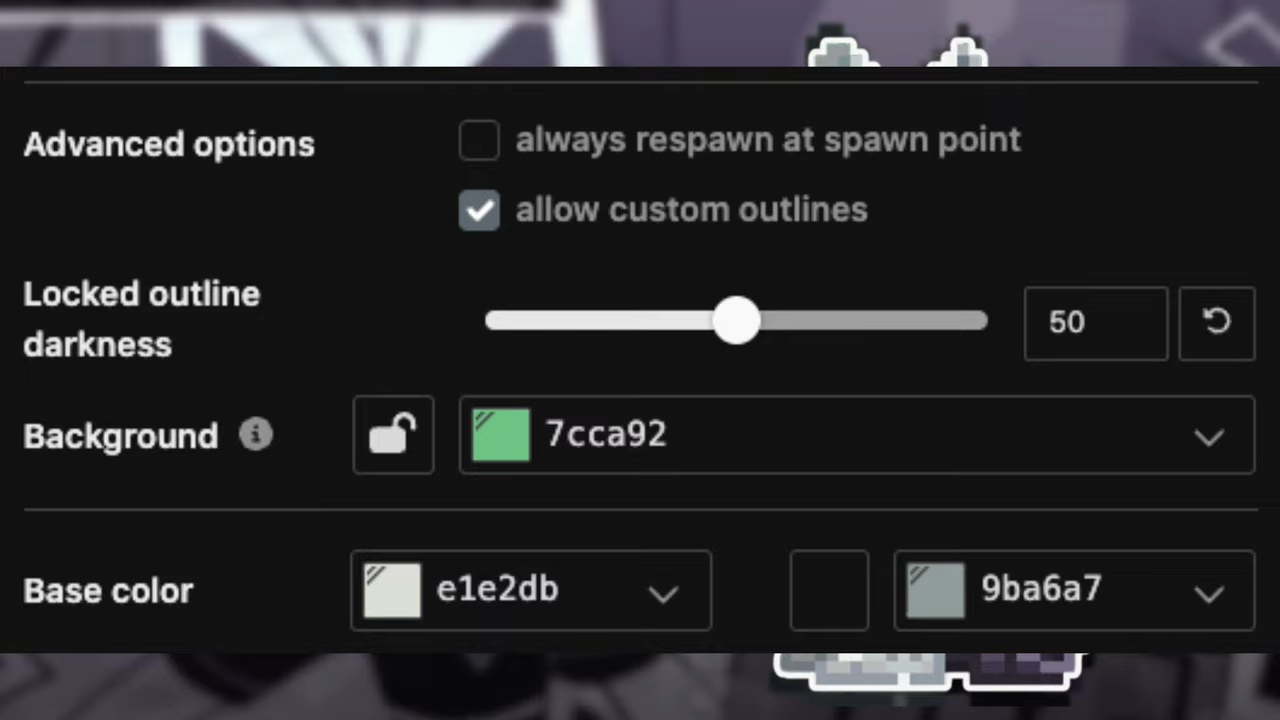 Advanced options
always respawn at spawn point
allow custom outlines
Locked outline
darkness
50
Background
7cca92
Base color
e1e2db
9ba6a7